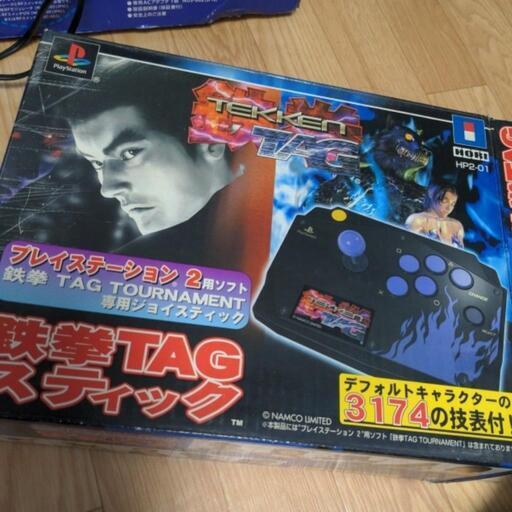 PlayStation
TEKKEN
TAG
HORI
HP2-01
プレイステーション 2用ソフト
鉄拳 TAG TOURNAMENT
専用ジョイスティック
鉄拳TAG
スティック
TM
TEKKEN
TAG
デフォルトキャラクターの
3174の技表付!
© NAMCO LIMITED
※本製品には"プレイステーション 2"用ソフト「鉄拳TAG TOURNAMENT」は含まれておりま